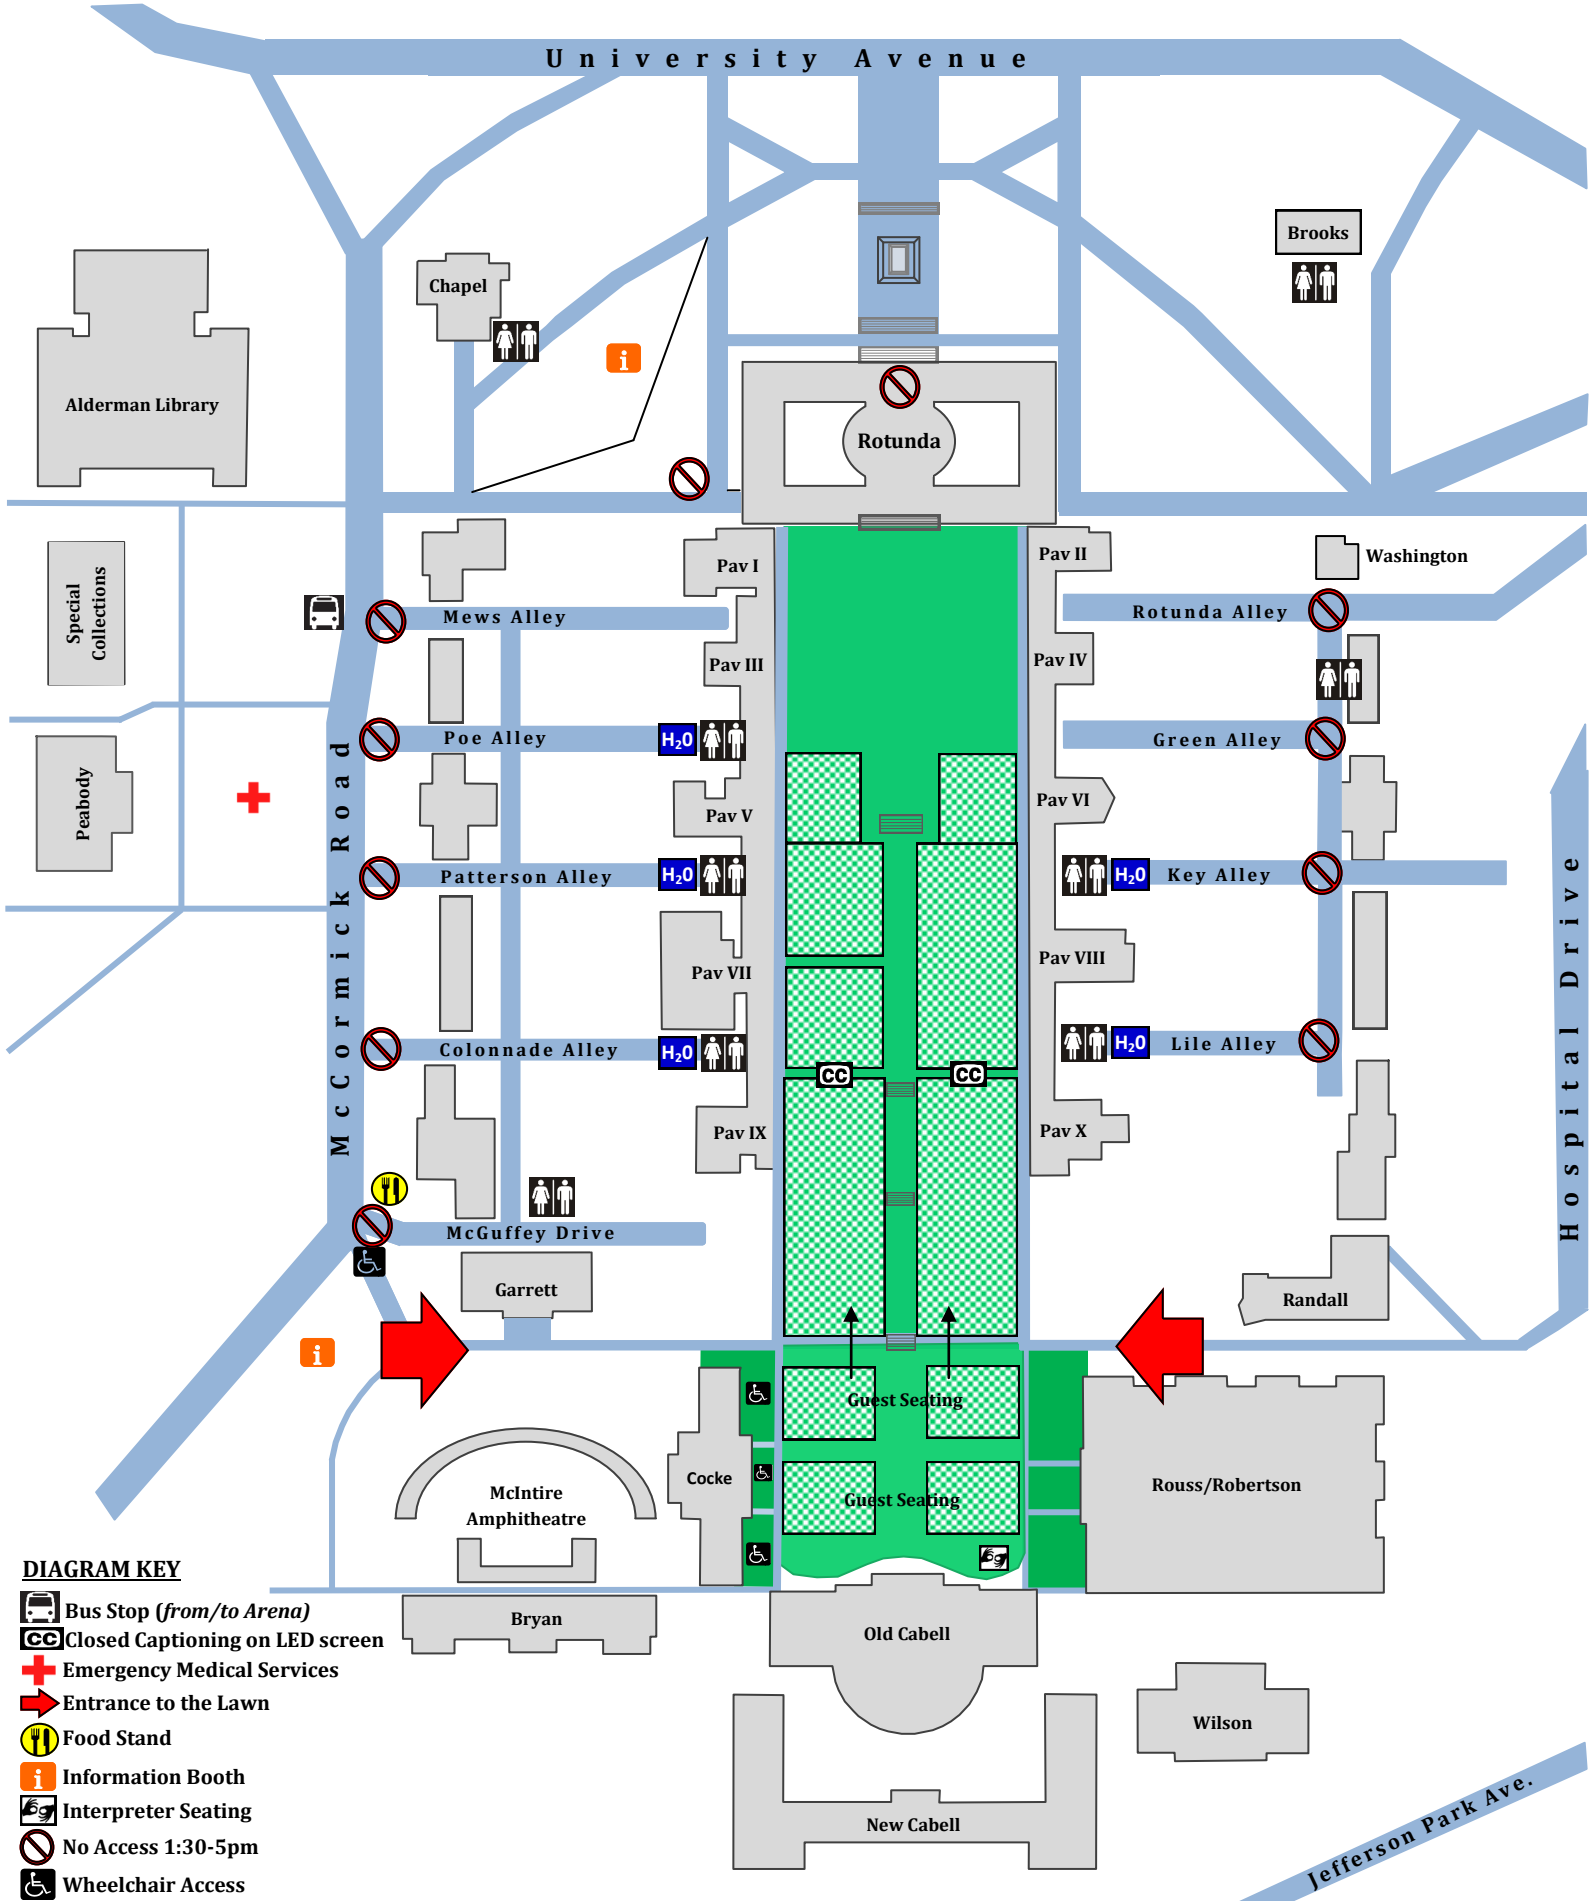 University Avenue
Brooks
Chapel
i
Alderman Library
Rotunda
Pav I
Pav II
Washington
Special
Collections
Mews Alley
Rotunda Alley
Pav III
Pav IV
McCormick Road
Poe Alley
H20
Green Alley
Peabody
Pav V
Pav VI
Patterson Alley
H20
H20
Key Alley
Hospital Drive
Pav VII
Pav VIII
Colonnade Alley
H20
H20
Lile Alley
CC
CC
Pav IX
Pav X
McGuffey Drive
Garrett
Randall
i
Guest Seating
Cocke
Rouss/Robertson
McIntire
Amphitheatre
Guest Seating
DIAGRAM KEY
Bus Stop (from/to Arena)
CC Closed Captioning on LED screen
Emergency Medical Services
Entrance to the Lawn
Food Stand
i Information Booth
Interpreter Seating
No Access 1:30-5pm
Wheelchair Access
Bryan
Old Cabell
Wilson
New Cabell
Jefferson Park Ave.